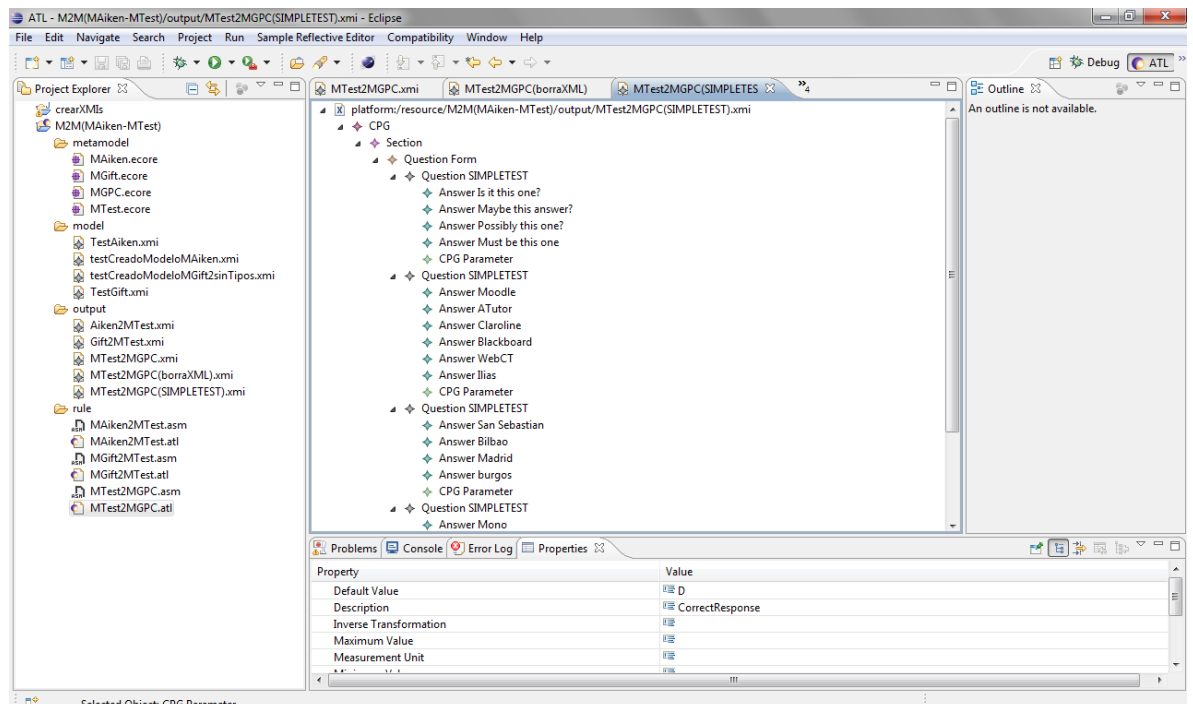 ATL - M2M(MAiken-MTest)/output/MTest2MGPC(SIMPLETEST).xmi - Eclipse
File Edit Navigate Search Project Run Sample Reflective Editor Compatibility Window Help
Debug ATL »
Project Explorer
crearXMIs
M2M(MAiken-MTest)
metamodel
MAiken.ecore
MGift.ecore
MGPC.ecore
MTest.ecore
model
TestAiken.xmi
testCreadoModeloMAiken.xmi
testCreadoModeloMGift2sinTipos.xmi
TestGift.xmi
output
Aiken2MTest.xmi
Gift2MTest.xmi
MTest2MGPC.xmi
MTest2MGPC(borraXML).xmi
MTest2MGPC(SIMPLETEST).xmi
rule
MAiken2MTest.asm
MAiken2MTest.atl
MGift2MTest.asm
MGift2MTest.atl
MTest2MGPC.asm
MTest2MGPC.atl
MTest2MGPC.xmi MTest2MGPC(borraXML) MTest2MGPC(SIMPLETES »4
platform:/resource/M2M(MAiken-MTest)/output/MTest2MGPC(SIMPLETEST).xmi
CPG
Section
Question Form
Question SIMPLETEST
Answer Is it this one?
Answer Maybe this answer?
Answer Possibly this one?
Answer Must be this one
CPG Parameter
Question SIMPLETEST
Answer Moodle
Answer ATutor
Answer Claroline
Answer Blackboard
Answer WebCT
Answer Ilias
CPG Parameter
Question SIMPLETEST
Answer San Sebastian
Answer Bilbao
Answer Madrid
Answer burgos
CPG Parameter
Question SIMPLETEST
Answer Mono
Outline
An outline is not available.
Problems Console Error Log Properties
Property Value
Default Value D
Description CorrectResponse
Inverse Transformation
Maximum Value
Measurement Unit
Selected Object: CPG Parameter